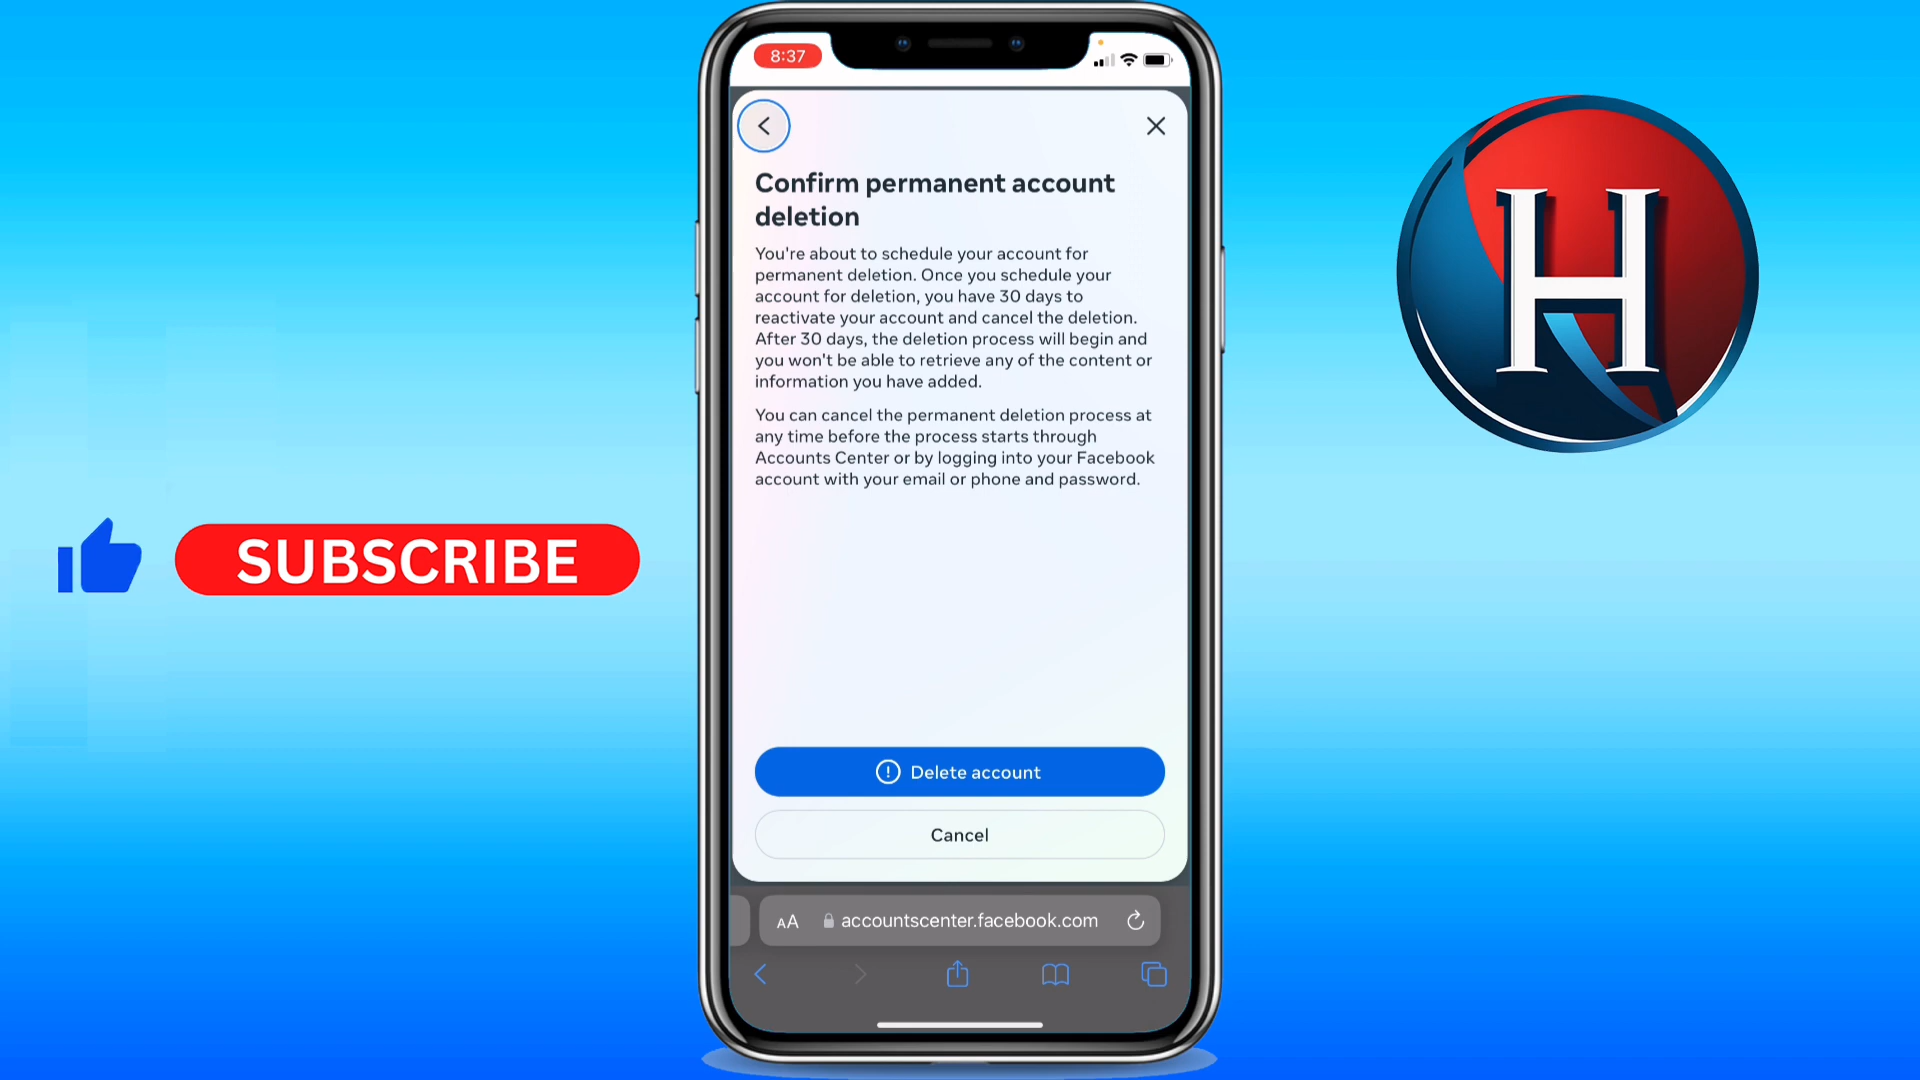 8:37
Confirm permanent account
deletion
You're about to schedule your account for
permanent deletion. Once you schedule your
account for deletion, you have 30 days to
reactivate your account and cancel the deletion.
After 30 days, the deletion process will begin and
you won't be able to retrieve any of the content or
information you have added.
You can cancel the permanent deletion process at
any time before the process starts through
Accounts Center or by logging into your Facebook
account with your email or phone and password.
Delete account
Cancel
AA accountscenter.facebook.com
SUBSCRIBE
H